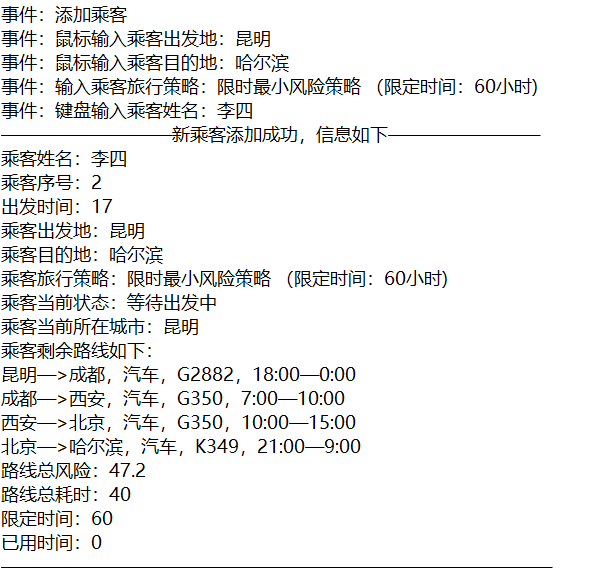 事件：添加乘客
事件：鼠标输入乘客出发地：昆明
事件：鼠标输入乘客目的地：哈尔滨
事件：输入乘客旅行策略：限时最小风险策略 （限定时间：60小时)
事件：键盘输入乘客姓名：李四
—————————新乘客添加成功，信息如下————————
乘客姓名：李四
乘客序号：2
出发时间：17
乘客出发地：昆明
乘客目的地：哈尔滨
乘客旅行策略：限时最小风险策略 （限定时间：60小时)
乘客当前状态：等待出发中
乘客当前所在城市：昆明
乘客剩余路线如下：
昆明—>成都，汽车，G2882，18:00—0:00
成都—>西安，汽车，G350，7:00—10:00
西安—>北京，汽车，G350，10:00—15:00
北京—>哈尔滨，汽车，K349，21:00—9:00
路线总风险：47.2
路线总耗时：40
限定时间：60
已用时间：0